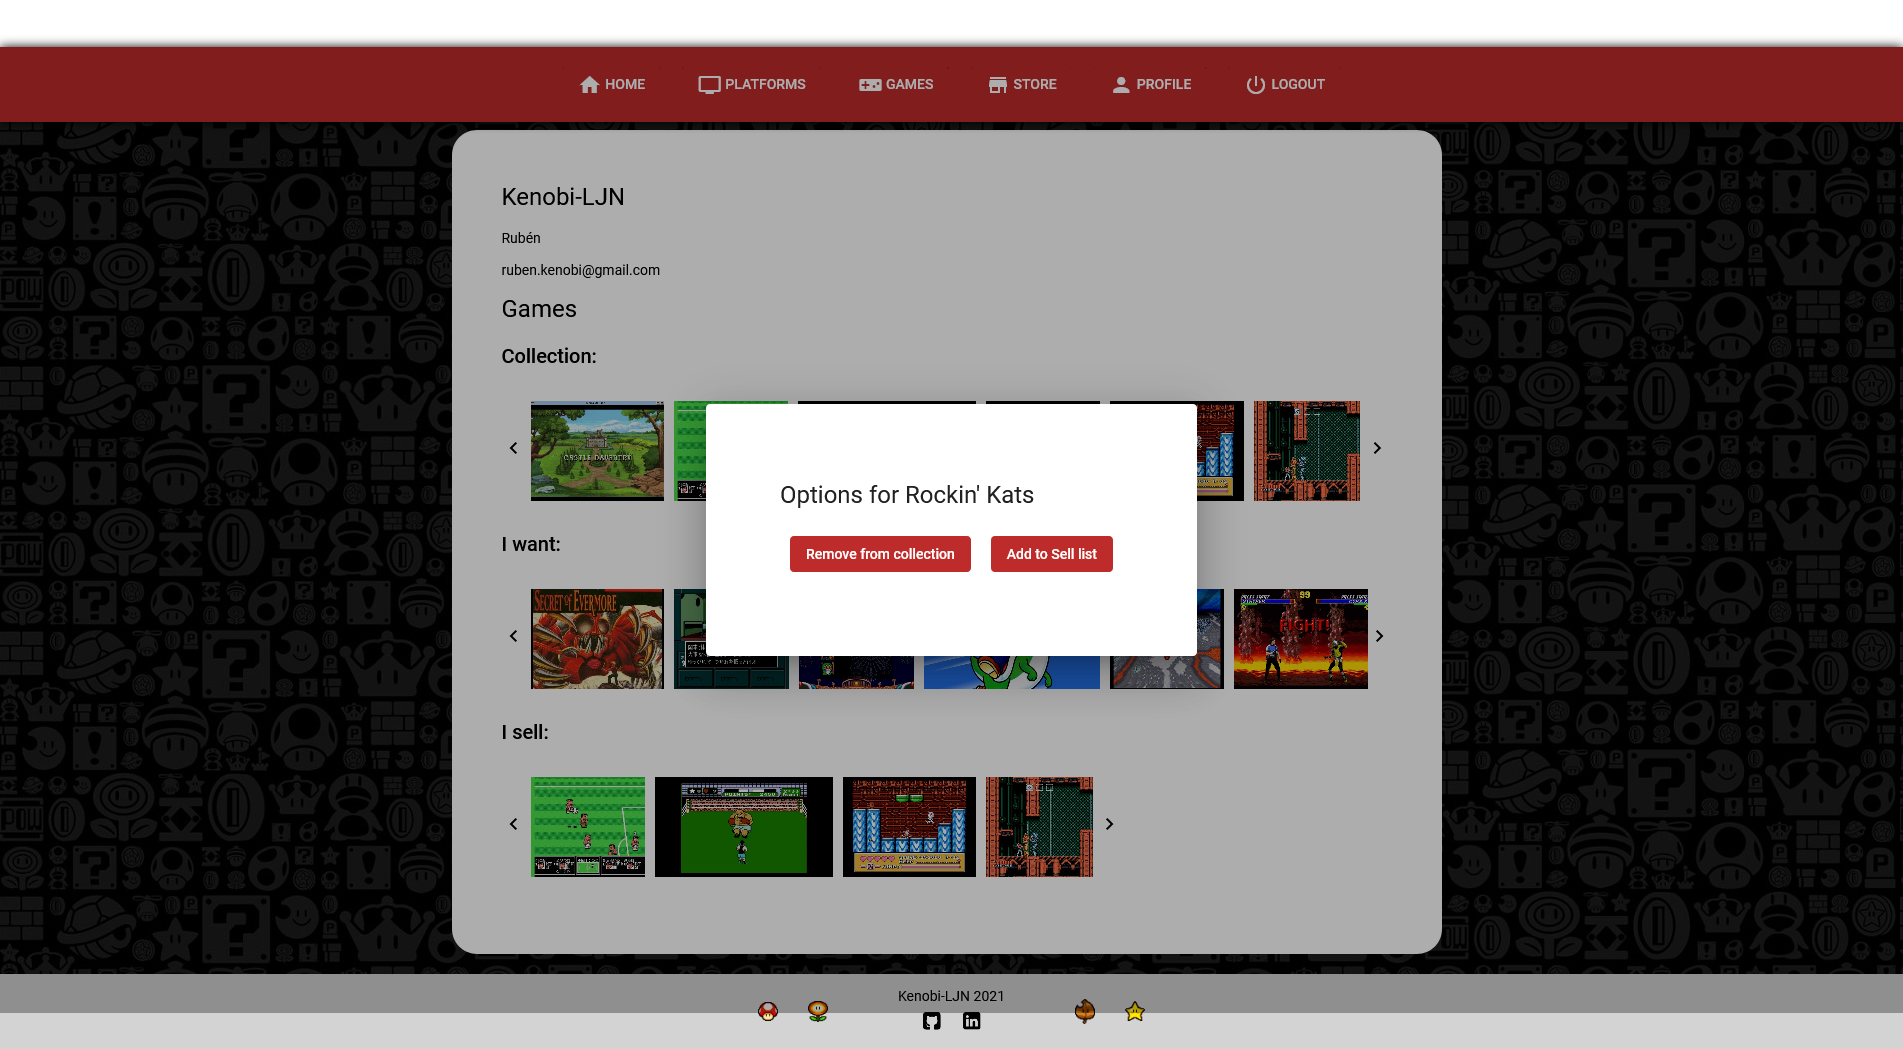 HOME PLATFORMS GAMES STORE PROFILE LOGOUT
Kenobi-LJN
Rubén
ruben.kenobi@gmail.com
Games
Collection:
CASTLE DAVENTRY
Options for Rockin' Kats
Remove from collection Add to Sell list
I want:
SECRET OF EVERMORE
99
FIGHT!
I sell:
Kenobi-LJN 2021